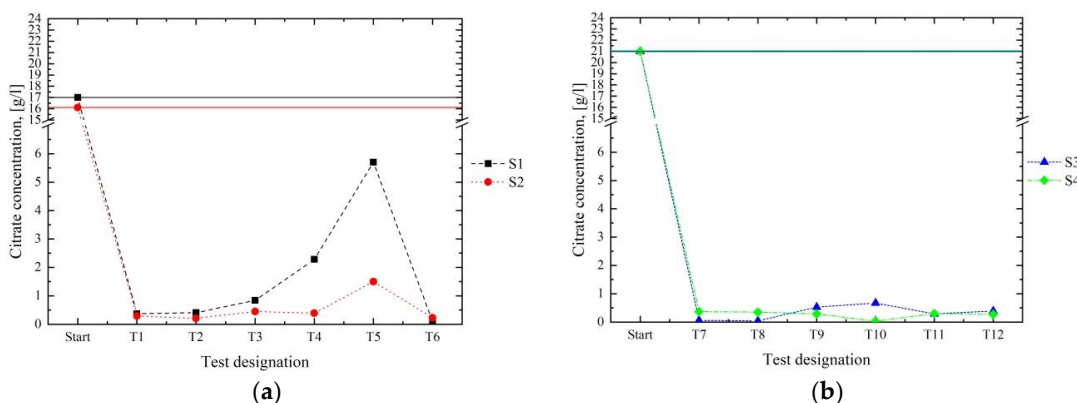 24
23
22
21
20
19
18
17
16
15
6
5
4
3
2
1
0
Citrate concentration, [g/l]
Start T1 T2 T3 T4 T5 T6
Test designation
S1
S2
(a)
24
23
22
21
20
19
18
17
16
15
6
5
4
3
2
1
0
Citrate concentration, [g/l]
Start T7 T8 T9 T10 T11 T12
Test designation
S3
S4
(b)